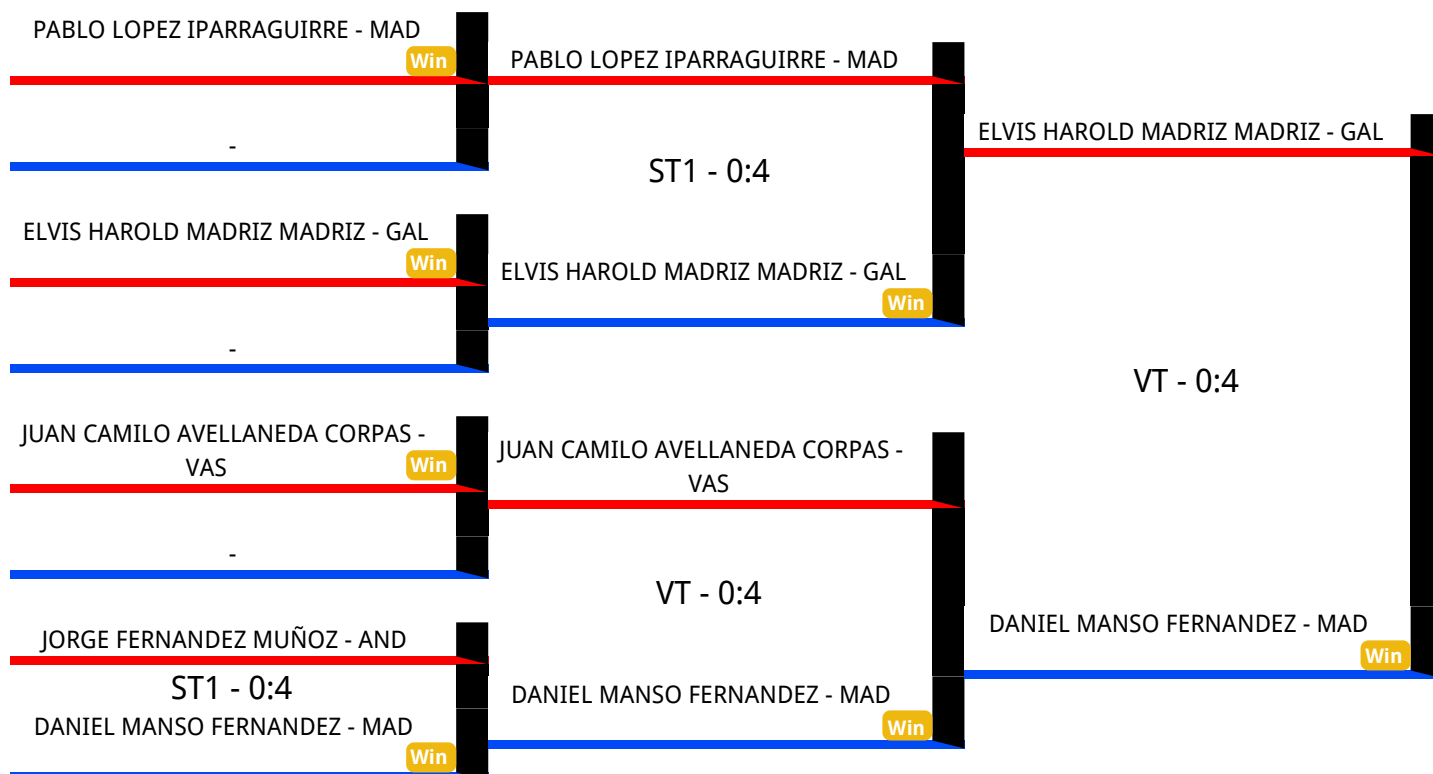 PABLO LOPEZ IPARRAGUIRRE - MAD
Win
-
ELVIS HAROLD MADRIZ MADRIZ - GAL
Win
-
JUAN CAMILO AVELLANEDA CORPAS -
VAS
Win
-
JORGE FERNANDEZ MUÑOZ - AND
ST1 - 0:4
DANIEL MANSO FERNANDEZ - MAD
Win
PABLO LOPEZ IPARRAGUIRRE - MAD
ST1 - 0:4
ELVIS HAROLD MADRIZ MADRIZ - GAL
Win
JUAN CAMILO AVELLANEDA CORPAS -
VAS
VT - 0:4
DANIEL MANSO FERNANDEZ - MAD
Win
ELVIS HAROLD MADRIZ MADRIZ - GAL
VT - 0:4
DANIEL MANSO FERNANDEZ - MAD
Win